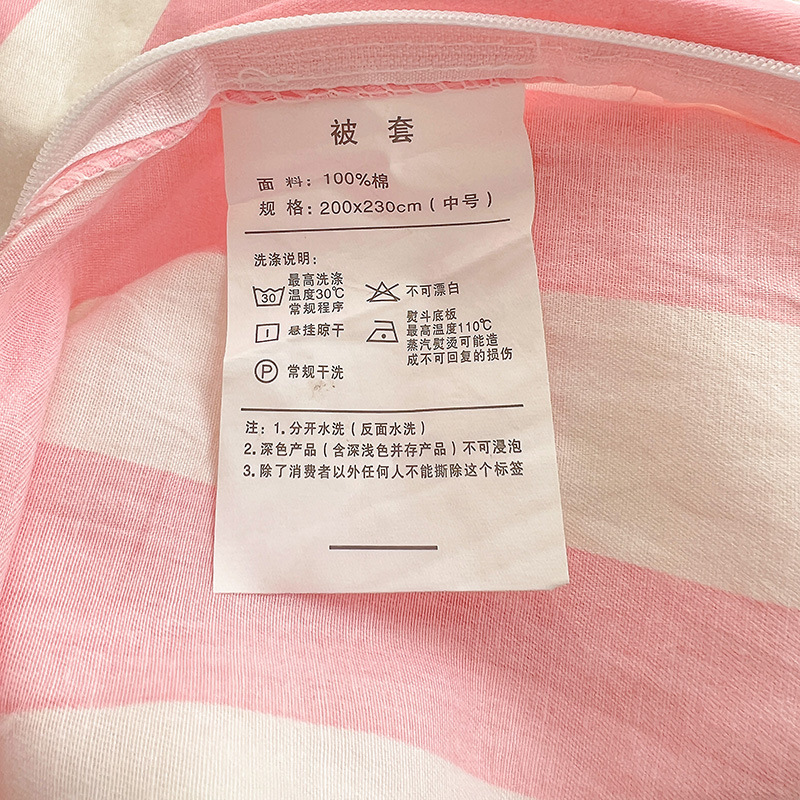 被套
面料：100%棉
规格：200x230cm（中号）
洗涤说明：
30
最高洗涤
温度30℃
常规程序
不可漂白
悬挂晾干
熨斗底板
最高温度110℃
蒸汽熨烫可能造
成不可回复的损伤
P
常规干洗
注：1.分开水洗（反面水洗）
2.深色产品（含深浅色并存产品）不可浸泡
3.除了消费者以外任何人不能撕除这个标签